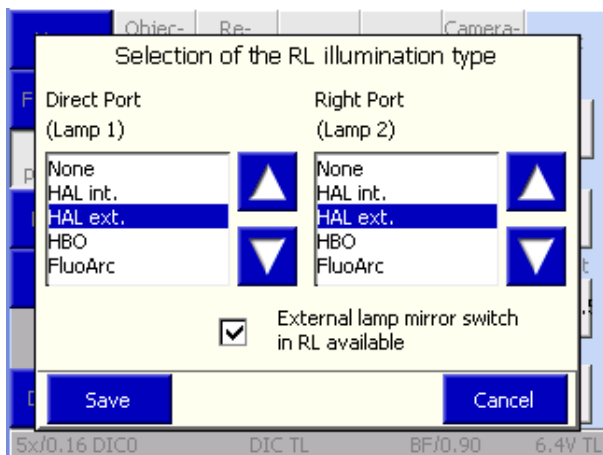 Objec-
Re-
Camera-
Selection of the RL illumination type
Direct Port
(Lamp 1)
Right Port
(Lamp 2)
None
HAL int.
HAL ext.
HBO
FluoArc
None
HAL int.
HAL ext.
HBO
FluoArc
External lamp mirror switch
in RL available
Save
Cancel
5x/0.16 DIC0 DIC TL BF/0.90 6.4V TL